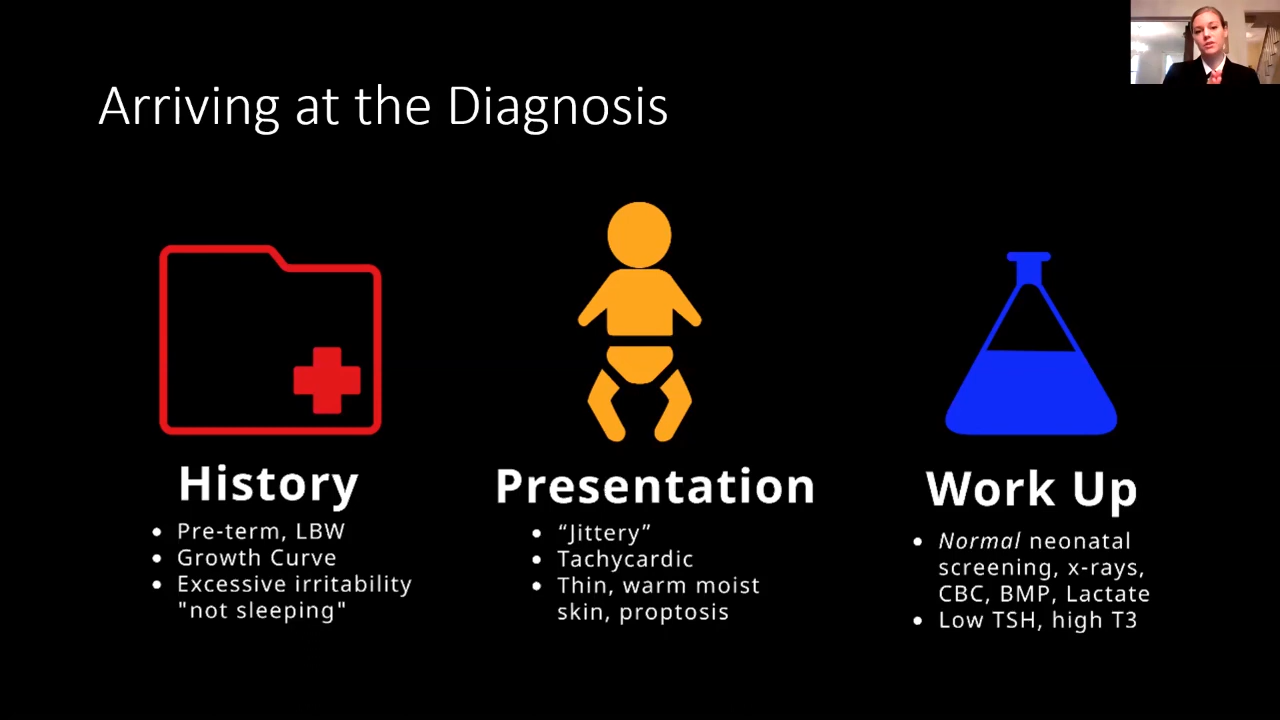 Arriving at the Diagnosis
History
• Pre-term, LBW
• Growth Curve
• Excessive irritability
"not sleeping"
Presentation
• “Jittery”
• Tachycardic
• Thin, warm moist
skin, proptosis
Work Up
• Normal neonatal
screening, x-rays,
CBC, BMP, Lactate
• Low TSH, high T3